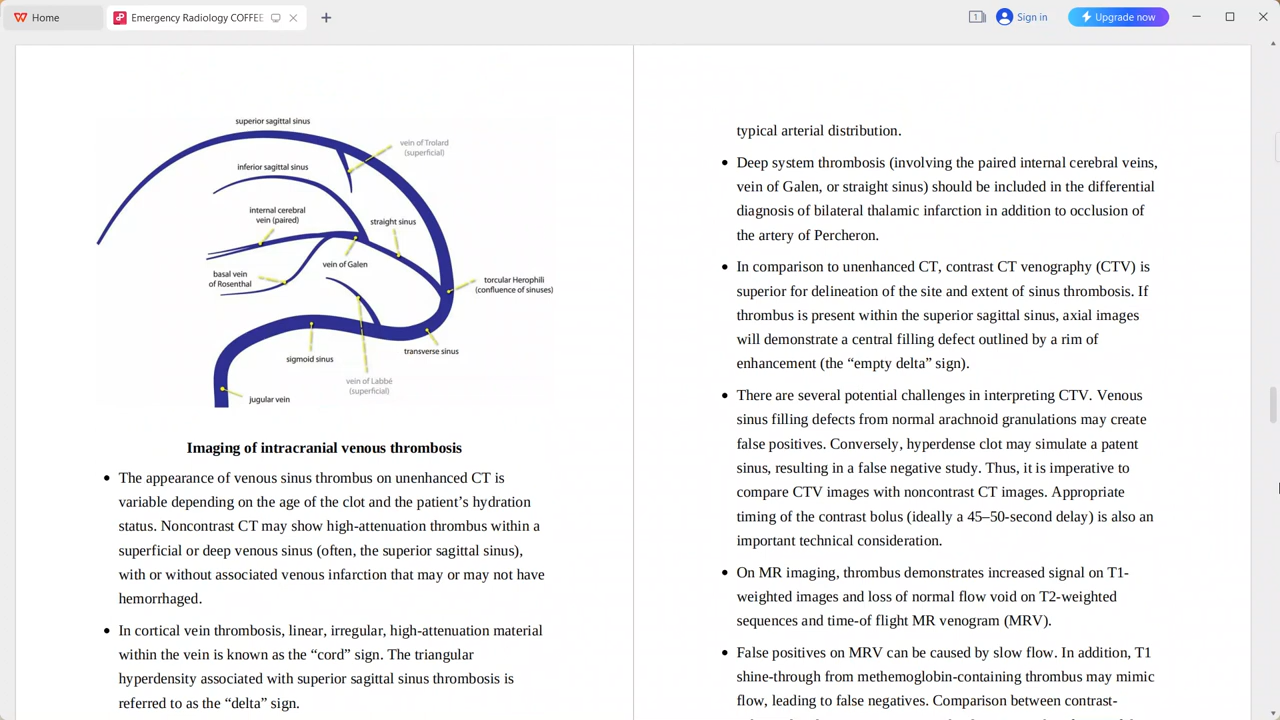 Home
Emergency Radiology COFFEE
Sign in
Upgrade now
superior sagittal sinus
vein of Trolard
(superficial)
inferior sagittal sinus
internal cerebral
vein (paired)
straight sinus
vein of Galen
basal vein
of Rosenthal
torcular Herophili
(confluence of sinuses)
sigmoid sinus
transverse sinus
vein of Labbé
(superficial)
jugular vein
Imaging of intracranial venous thrombosis
• The appearance of venous sinus thrombus on unenhanced CT is
variable depending on the age of the clot and the patient’s hydration
status. Noncontrast CT may show high-attenuation thrombus within a
superficial or deep venous sinus (often, the superior sagittal sinus),
with or without associated venous infarction that may or may not have
hemorrhaged.
• In cortical vein thrombosis, linear, irregular, high-attenuation material
within the vein is known as the “cord” sign. The triangular
hyperdensity associated with superior sagittal sinus thrombosis is
referred to as the “delta” sign.
typical arterial distribution.
• Deep system thrombosis (involving the paired internal cerebral veins,
vein of Galen, or straight sinus) should be included in the differential
diagnosis of bilateral thalamic infarction in addition to occlusion of
the artery of Percheron.
• In comparison to unenhanced CT, contrast CT venography (CTV) is
superior for delineation of the site and extent of sinus thrombosis. If
thrombus is present within the superior sagittal sinus, axial images
will demonstrate a central filling defect outlined by a rim of
enhancement (the “empty delta” sign).
• There are several potential challenges in interpreting CTV. Venous
sinus filling defects from normal arachnoid granulations may create
false positives. Conversely, hyperdense clot may simulate a patent
sinus, resulting in a false negative study. Thus, it is imperative to
compare CTV images with noncontrast CT images. Appropriate
timing of the contrast bolus (ideally a 45–50-second delay) is also an
important technical consideration.
• On MR imaging, thrombus demonstrates increased signal on T1-
weighted images and loss of normal flow void on T2-weighted
sequences and time-of flight MR venogram (MRV).
• False positives on MRV can be caused by slow flow. In addition, T1
shine-through from methemoglobin-containing thrombus may mimic
flow, leading to false negatives. Comparison between contrast-